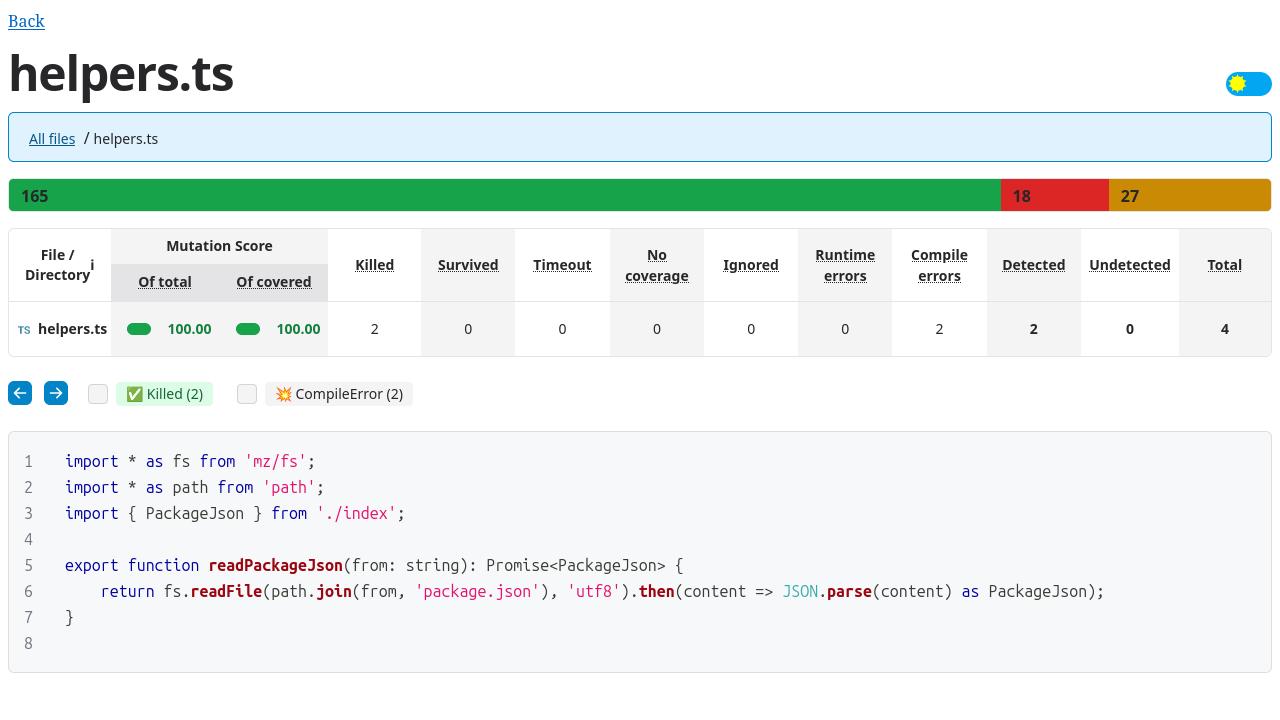 Back
helpers.ts
All files / helpers.ts
165 18 27
File / Directory i Mutation Score Killed Survived Timeout No coverage Ignored Runtime errors Compile errors Detected Undetected Total
Of total Of covered
TS helpers.ts 100.00 100.00 2 0 0 0 0 0 2 2 0 4
✅ Killed (2) 💥 CompileError (2)
1 import * as fs from 'mz/fs';
2 import * as path from 'path';
3 import { PackageJson } from './index';
4
5 export function readPackageJson(from: string): Promise<PackageJson> {
6     return fs.readFile(path.join(from, 'package.json'), 'utf8').then(content => JSON.parse(content) as PackageJson);
7 }
8